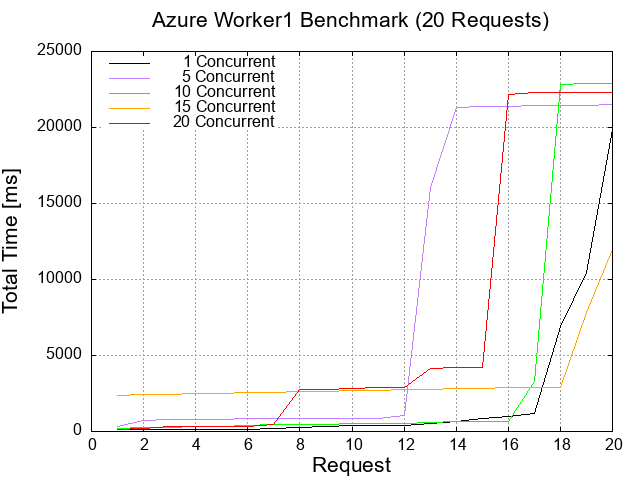 Azure Worker1 Benchmark (20 Requests)
25000
20000
15000
10000
5000
0
Total Time [ms]
1 Concurrent
5 Concurrent
10 Concurrent
15 Concurrent
20 Concurrent
0 2 4 6 8 10 12 14 16 18 20
Request